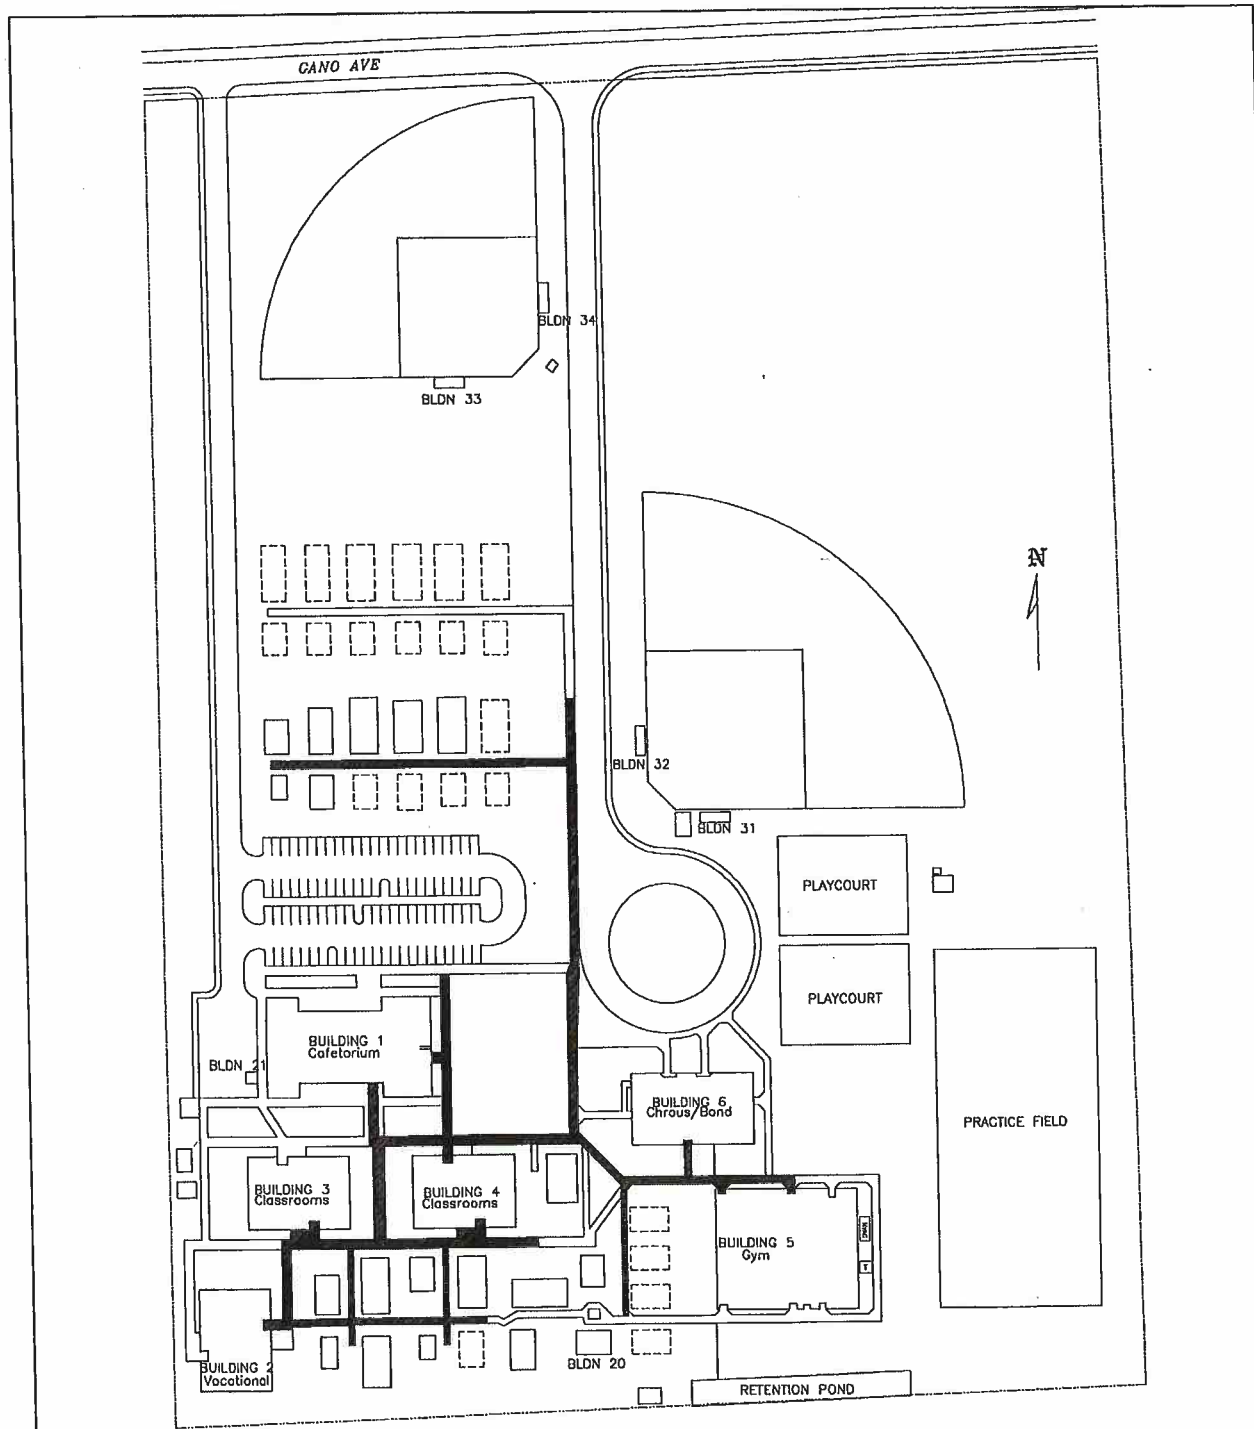 CANO AVE
BLDN 34
BLDN 33
N
BLDN 32
BLDN 31
PLAYCOURT
PLAYCOURT
BUILDING 1
Cafetorium
BLDN 21
BUILDING 6
Chrous/Band
PRACTICE FIELD
BUILDING 3
Classrooms
BUILDING 4
Classrooms
BUILDING 5
Gym
BUILDING 2
Vocational
BLDN 20
RETENTION POND